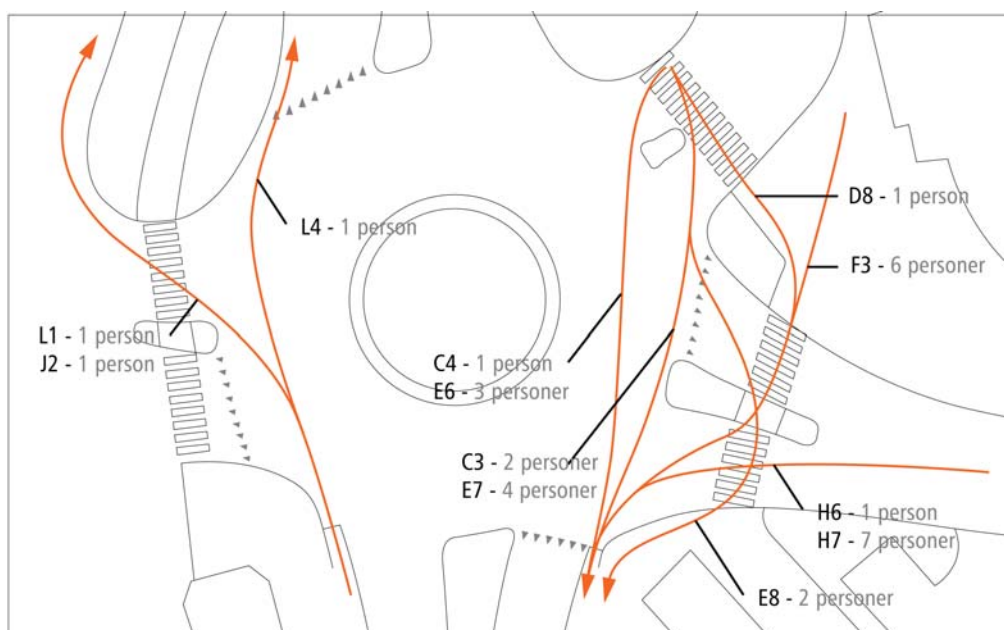 D8 - 1 person
L4 - 1 person
F3 - 6 personer
L1 - 1 person
J2 - 1 person
C4 - 1 person
E6 - 3 personer
C3 - 2 personer
E7 - 4 personer
H6 - 1 person
H7 - 7 personer
E8 - 2 personer